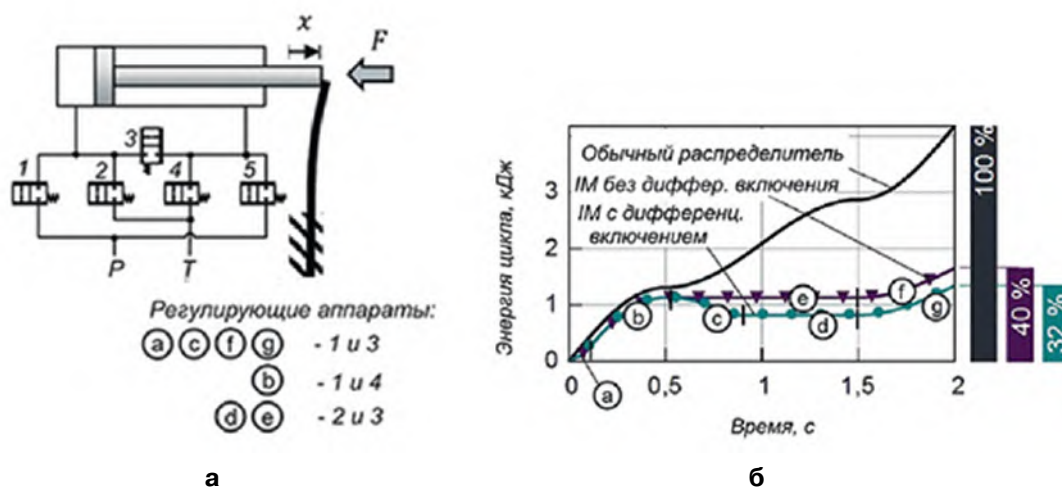 x
F
1
2
3
4
5
P
T
Регулирующие аппараты:
a c f g - 1 и 3
b - 1 и 4
d e - 2 и 3
а
Энергия цикла, кДж
3
2
1
0
Обычный распределитель
IM без диффер. включения
IM с дифференц.
включением
a
b
c
d
e
f
g
0 0,5 1 1,5 2
Время, с
100 %
40 %
32 %
б